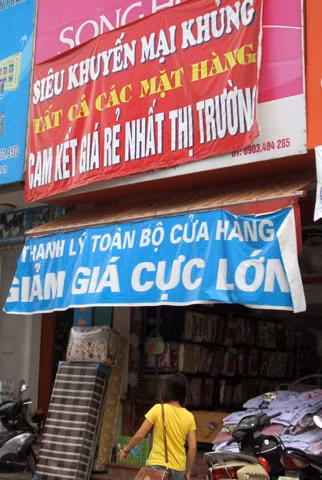 SONG H
SIÊU KHUYẾN MẠI KHỦNG
TẤT CẢ CÁC MẶT HÀNG
CAM KẾT GIÁ RẺ NHẤT THỊ TRƯỜNG
ĐT: 0903.484 285
THANH LÝ TOÀN BỘ CỬA HÀNG
GIẢM GIÁ CỰC LỚN